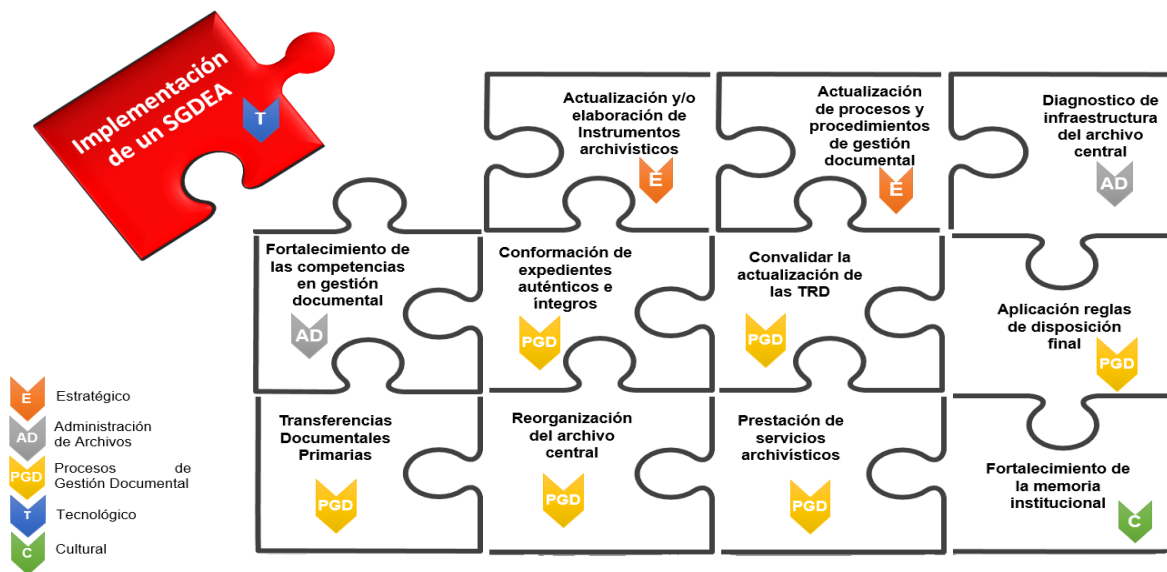 Implementación
de un SGDEA
T
Actualización y/o
elaboración de
Instrumentos
archivísticos
E
Actualización
de procesos y
procedimientos
de gestión
documental
E
Diagnostico de
infraestructura
del archivo
central
AD
Fortalecimiento de
las competencias
en gestión
documental
AD
Conformación de
expedientes
auténticos e
íntegros
PGD
Convalidar la
actualización de
las TRD
PGD
Aplicación reglas
de disposición
final
PGD
Transferencias
Documentales
Primarias
PGD
Reorganización
del archivo
central
PGD
Prestación de
servicios
archivísticos
PGD
Fortalecimiento de
la memoria
institucional
C
E Estratégico
AD Administración
de Archivos
PGD Procesos de
Gestión Documental
T Tecnológico
C Cultural